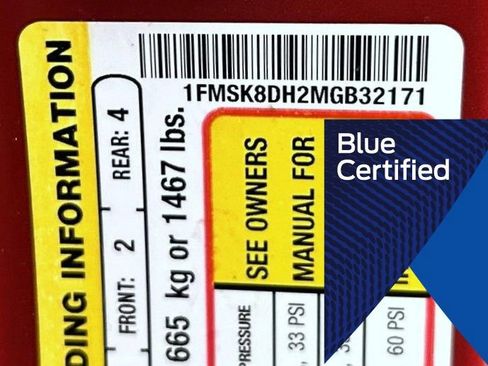 1FMSK8DH2MGB32171
DING INFORMATION
REAR: 4
FRONT: 2
665 kg or 1467 lbs.
SEE OWNERS
MANUAL FOR
PRESSURE
33 PSI
60 PSI
Blue
Certified